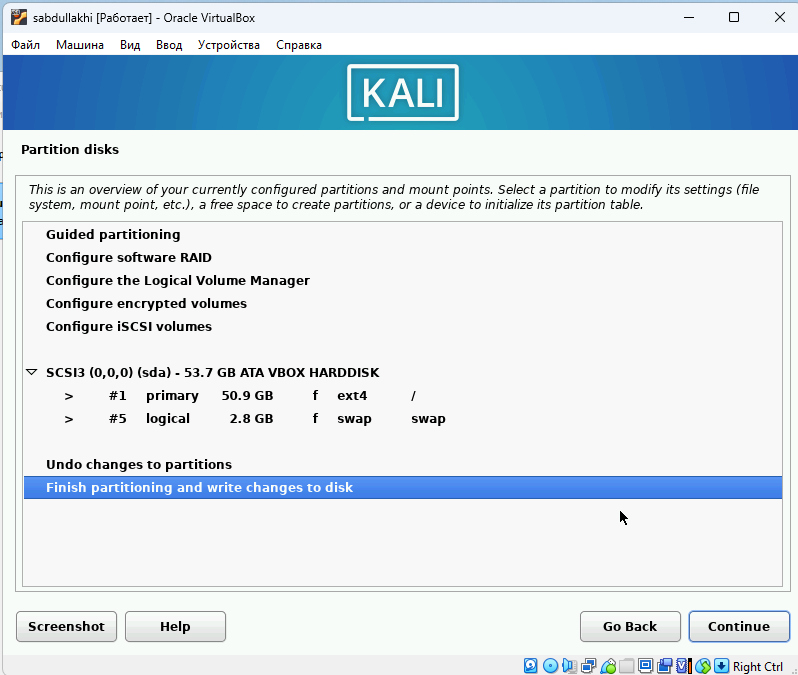 sabdullakhi [Работает] - Oracle VirtualBox
Файл Машина Вид Ввод Устройства Справка
KALI
Partition disks
This is an overview of your currently configured partitions and mount points. Select a partition to modify its settings (file
system, mount point, etc.), a free space to create partitions, or a device to initialize its partition table.
Guided partitioning
Configure software RAID
Configure the Logical Volume Manager
Configure encrypted volumes
Configure iSCSI volumes
SCSI3 (0,0,0) (sda) - 53.7 GB ATA VBOX HARDDISK
> #1 primary 50.9 GB f ext4 /
> #5 logical 2.8 GB f swap swap
Undo changes to partitions
Finish partitioning and write changes to disk
Screenshot Help Go Back Continue
Right Ctrl